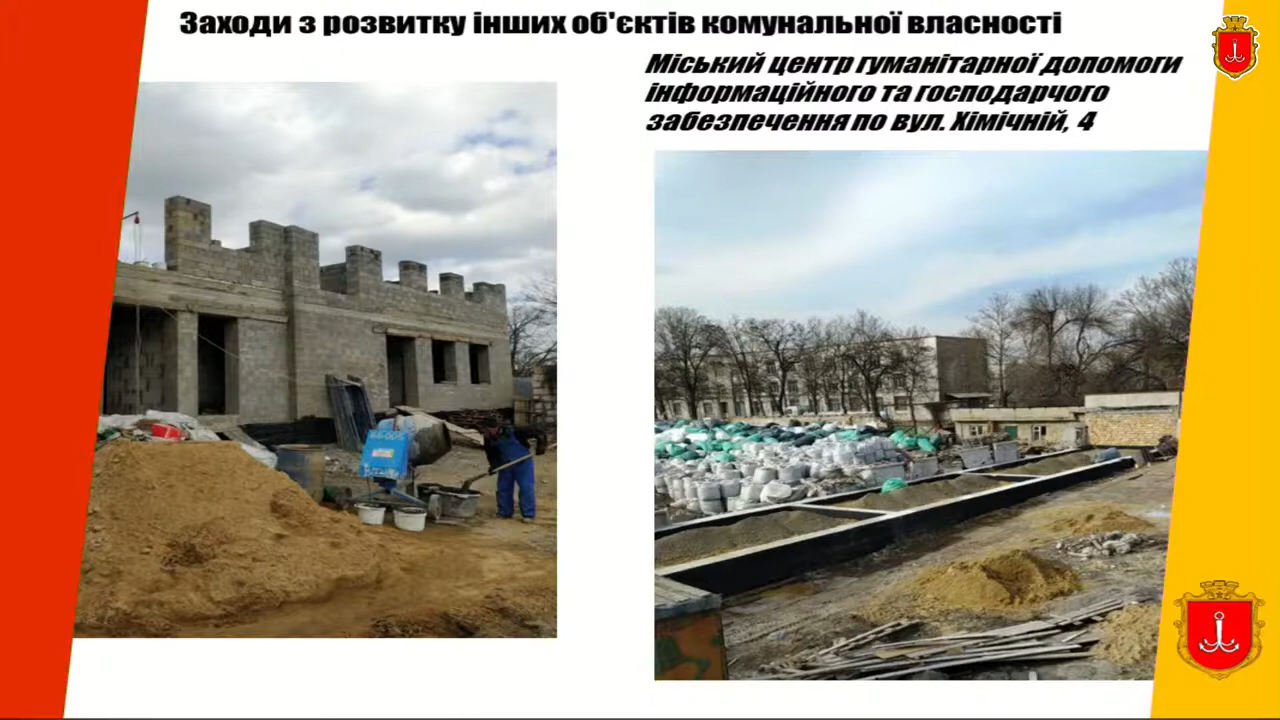 Заходи з розвитку інших об'єктів комунальної власності
Міський центр гуманітарної допомоги
інформаційного та господарчого
забезпечення по вул. Хімічній, 4